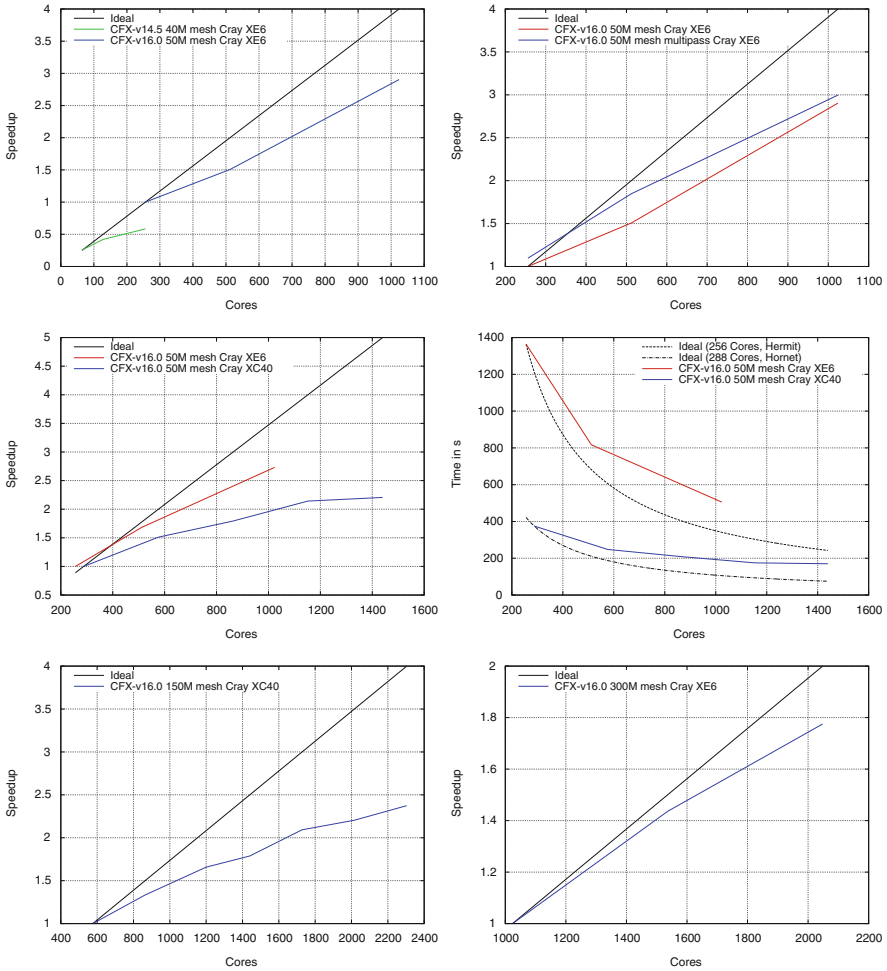 Ideal
CFX-v14.5 40M mesh Cray XE6
CFX-v16.0 50M mesh Cray XE6
Speedup
4
3.5
3
2.5
2
1.5
1
0.5
0
0 100 200 300 400 500 600 700 800 900 1000 1100
Cores
Ideal
CFX-v16.0 50M mesh Cray XE6
CFX-v16.0 50M mesh multipass Cray XE6
Speedup
4
3.5
3
2.5
2
1.5
1
200 300 400 500 600 700 800 900 1000 1100
Cores
Ideal
CFX-v16.0 50M mesh Cray XE6
CFX-v16.0 50M mesh Cray XC40
Speedup
5
4.5
4
3.5
3
2.5
2
1.5
1
0.5
200 400 600 800 1000 1200 1400 1600
Cores
Ideal (256 Cores, Hermit)
Ideal (288 Cores, Hornet)
CFX-v16.0 50M mesh Cray XE6
CFX-v16.0 50M mesh Cray XC40
Time in s
1400
1200
1000
800
600
400
200
0
200 400 600 800 1000 1200 1400 1600
Cores
Ideal
CFX-v16.0 150M mesh Cray XC40
Speedup
4
3.5
3
2.5
2
1.5
1
400 600 800 1000 1200 1400 1600 1800 2000 2200 2400
Cores
Ideal
CFX-v16.0 300M mesh Cray XE6
Speedup
2
1.8
1.6
1.4
1.2
1
1000 1200 1400 1600 1800 2000 2200
Cores